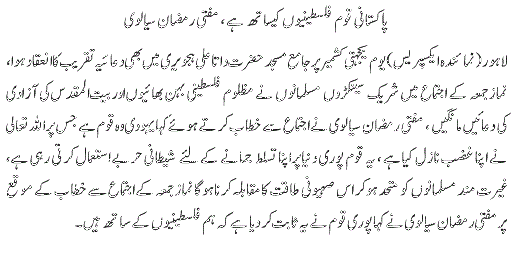 پاکستانی قوم فلسطینیوں کیساتھ ہے، مفتی رمضان سیالوی
لاہور (نمائندہ ایکسپریس) یوم یکجہتی کشمیر پر جامع مسجد حضرت داتا علی ہجویری میں بھی دعائیہ تقریب کا انعقاد ہوا،
نماز جمعہ کے اجتماع میں شریک سینکڑوں مسلمانوں نے مظلوم فلسطینی بہن بھائیوں اور بیت المقدس کی آزادی
کی دعائیں مانگیں، مفتی رمضان سیالوی نے اجتماع سے خطاب کرتے ہوئے کہا یہودی وہ قوم ہے جس پر اللہ تعالی
نے اپنا غضب نازل کیا ہے، یہ قوم پوری دنیا پر اپنا تسلط جمانے کے لئے شیطانی حربے استعمال کرتی رہی ہے،
غیرت مند مسلمانوں کو متحد ہو کر اس صہیونی طاقت کا مقابلہ کرنا ہوگا نماز جمعہ کے اجتماع سے خطاب کے موقع
پر مفتی رمضان سیالوی نے کہا پوری قوم نے یہ ثابت کر دیا ہے کہ ہم فلسطینیوں کے ساتھ ہیں۔